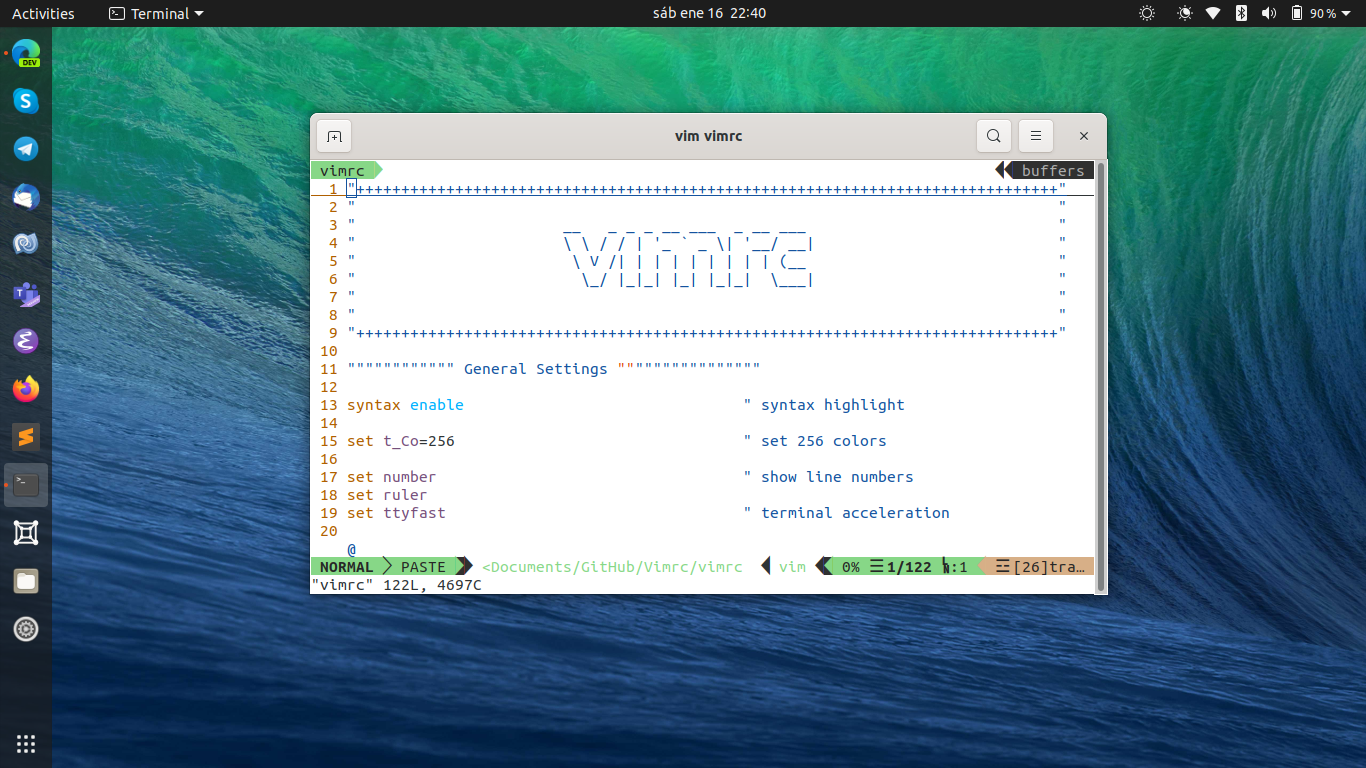 Activities Terminal sáb ene 16 22:40 90 %
DEV
vim vimrc
vimrc buffers
1 "++++++++++++++++++++++++++++++++++++++++++++++++++++++++++++++++++++++++++++++"
2 " "
3 " __   _ _ _ __ ___  _ __ ___ "
4 " \ \ / / | '_ ` _ \| '__/ __| "
5 " \ V /| | | | | | | | | (__ "
6 " \_/ |_|_| |_| |_|_|  \___| "
7 " "
8 " "
9 "++++++++++++++++++++++++++++++++++++++++++++++++++++++++++++++++++++++++++++++"
10
11 """""""""""" General Settings """"""""""""""""
12
13 syntax enable " syntax highlight
14
15 set t_Co=256 " set 256 colors
16
17 set number " show line numbers
18 set ruler
19 set ttyfast " terminal acceleration
20
@
NORMAL PASTE <Documents/GitHub/Vimrc/vimrc vim 0% ☰1/122 :1 ☲[26]tra…
"vimrc" 122L, 4697C